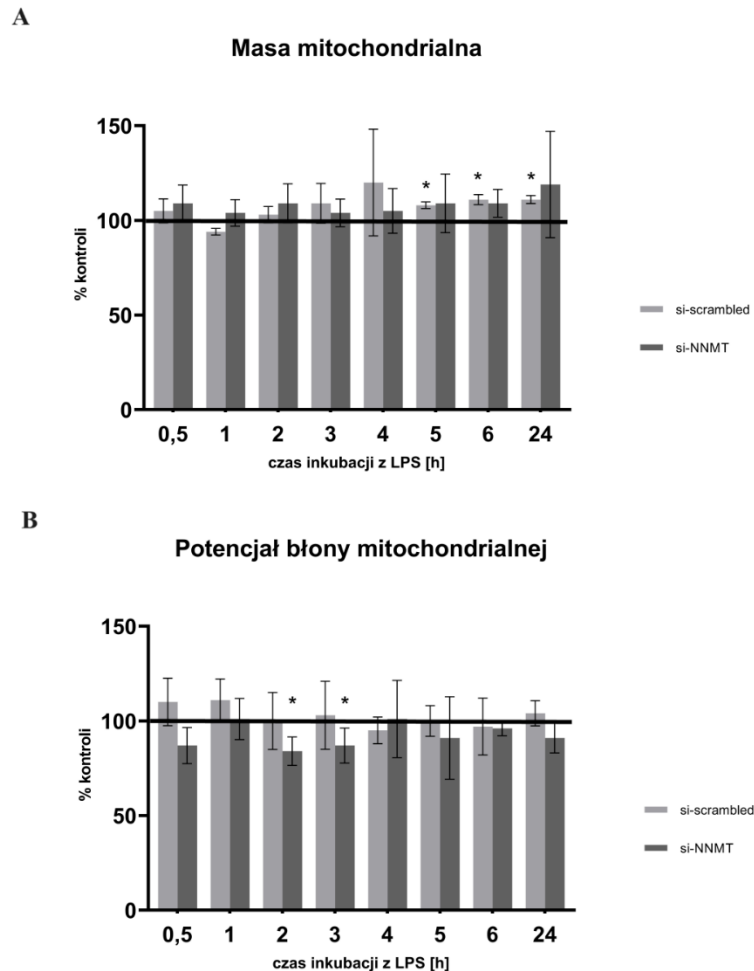 A
Masa mitochondrialna
150
100
50
0
% kontroli
* * *
0,5 1 2 3 4 5 6 24
czas inkubacji z LPS [h]
si-scrambled
si-NNMT
B
Potencjał błony mitochondrialnej
150
100
50
0
% kontroli
* *
0,5 1 2 3 4 5 6 24
czas inkubacji z LPS [h]
si-scrambled
si-NNMT